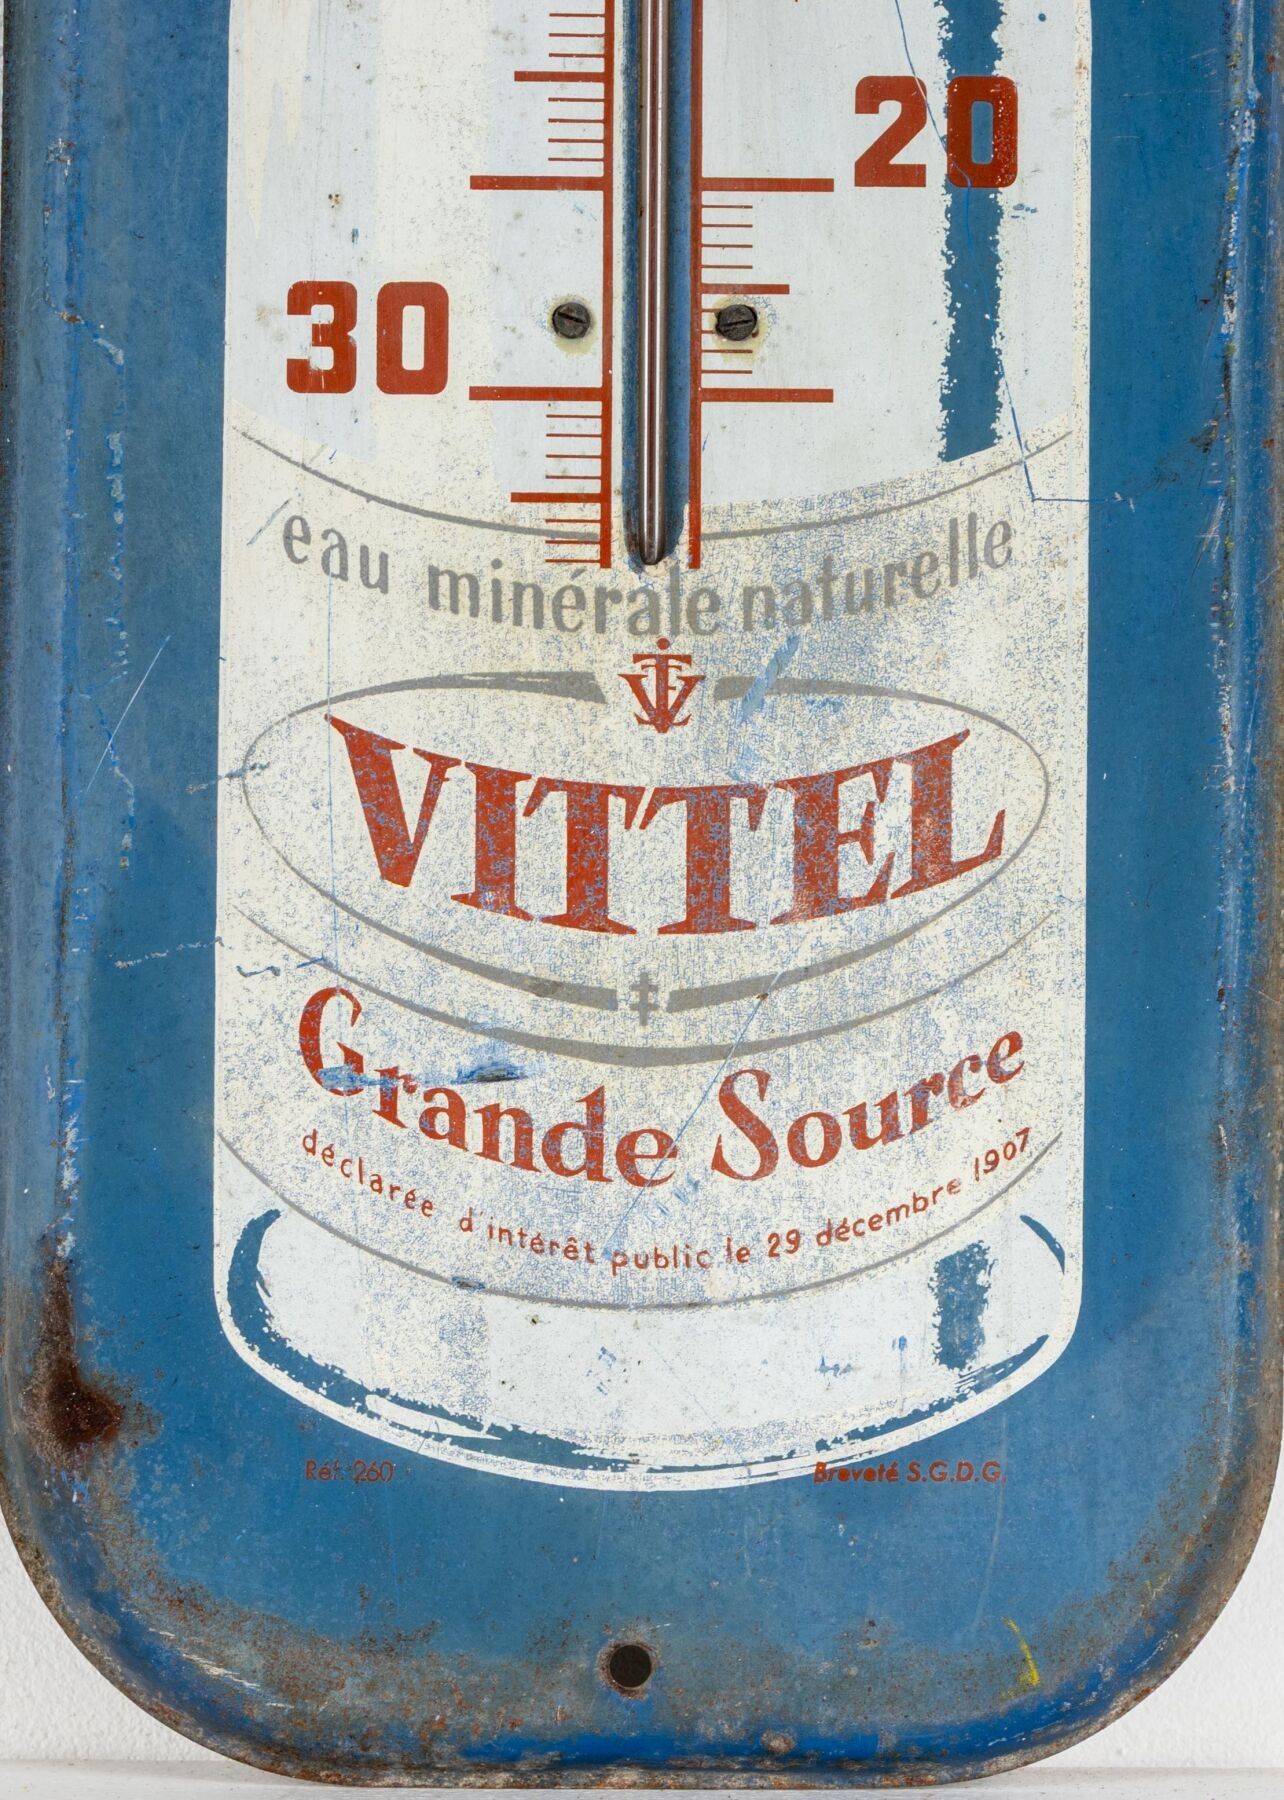 20
30
eau minérale naturelle
VITTEL
Grande Source
déclarée d'intérêt public le 29 décembre 1907
Réf. 260
Breveté S.G.D.G.